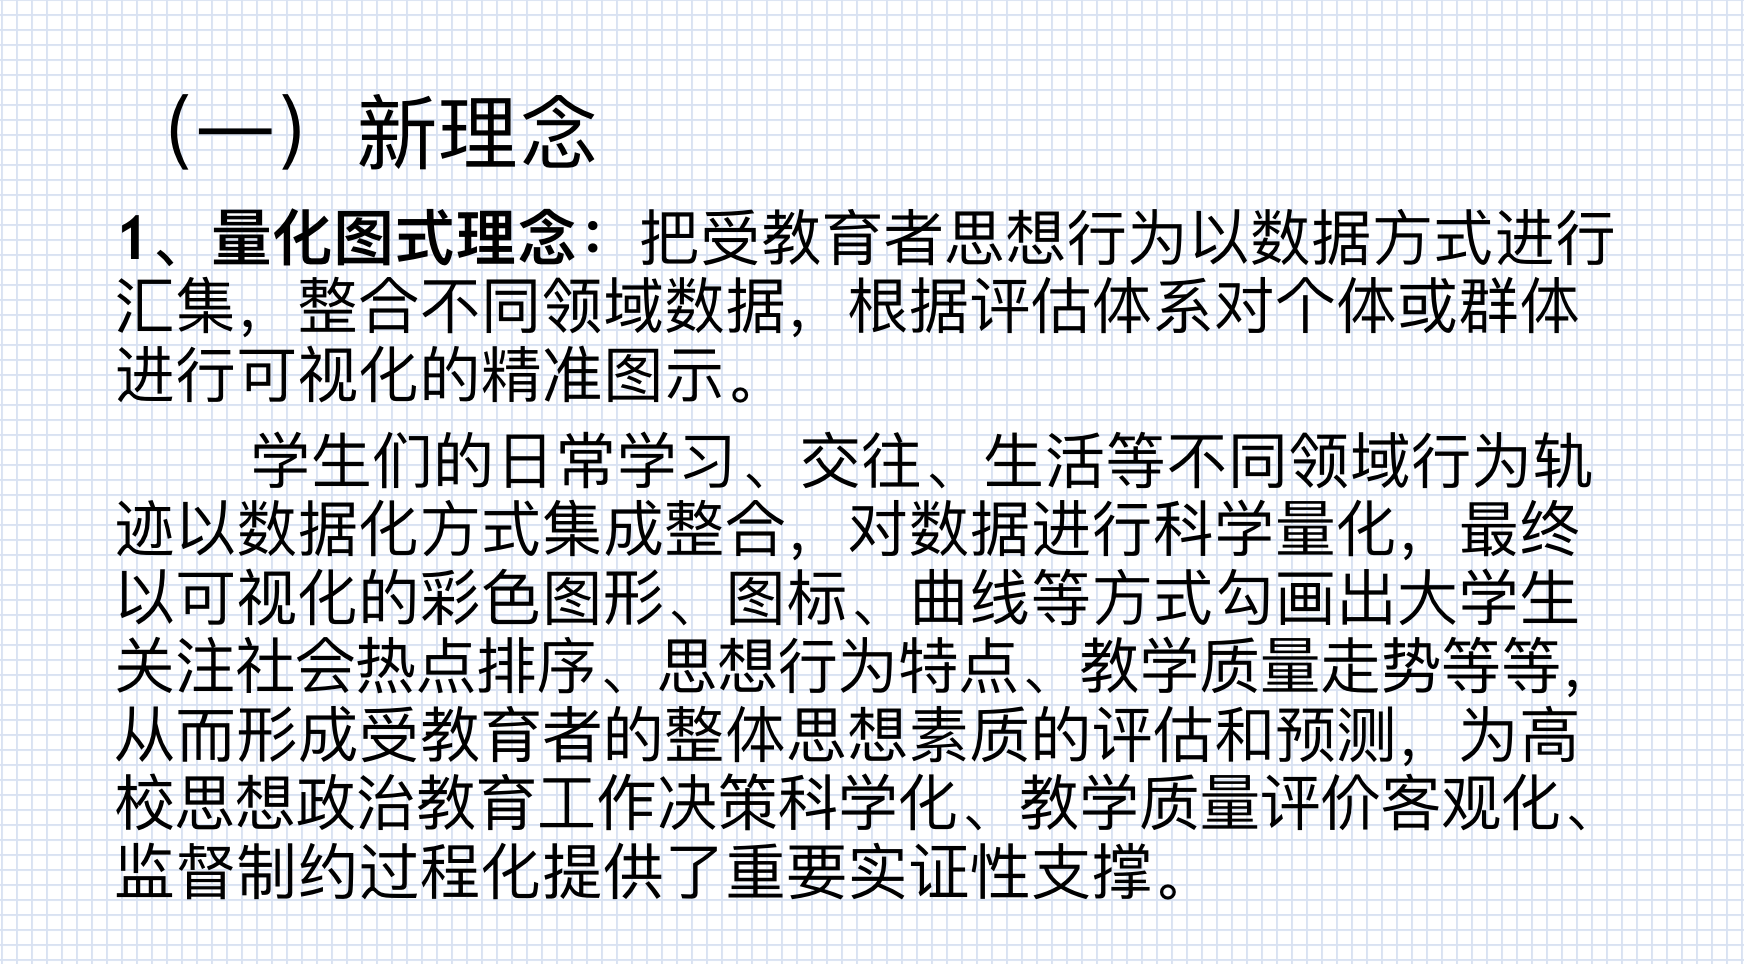 （一）新理念
1、量化图式理念：把受教育者思想行为以数据方式进行
汇集，整合不同领域数据，根据评估体系对个体或群体
进行可视化的精准图示。
学生们的日常学习、交往、生活等不同领域行为轨
迹以数据化方式集成整合，对数据进行科学量化，最终
以可视化的彩色图形、图标、曲线等方式勾画出大学生
关注社会热点排序、思想行为特点、教学质量走势等等，
从而形成受教育者的整体思想素质的评估和预测，为高
校思想政治教育工作决策科学化、教学质量评价客观化、
监督制约过程化提供了重要实证性支撑。